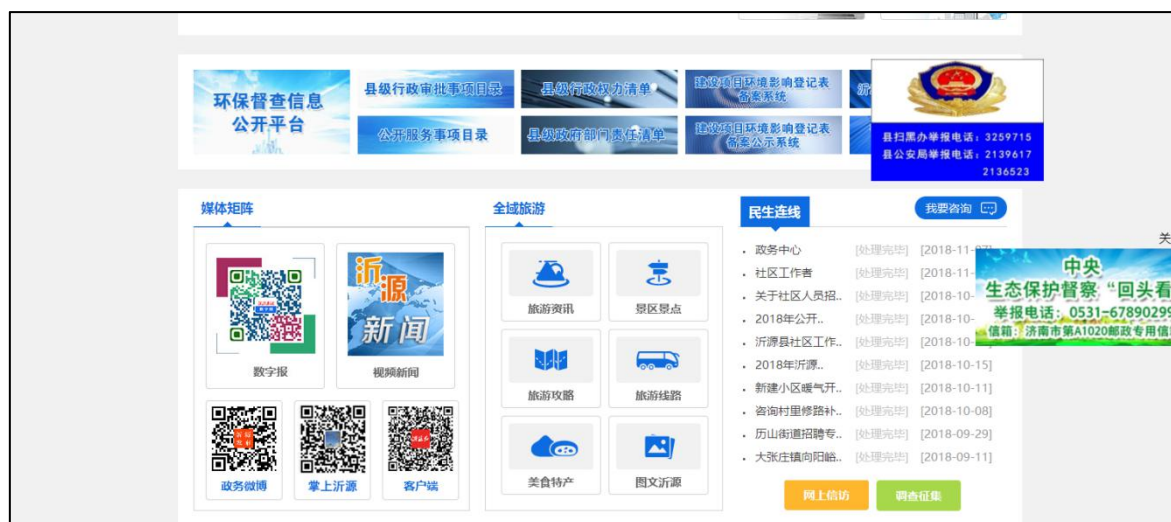 环保督查信息
公开平台
县级行政审批事项目录
县级行政权力清单
建设项目环境影响登记表
备案系统
公开服务事项目录
县级政府部门责任清单
建设项目环境影响登记表
备案公示系统
县扫黑办举报电话：3259715
县公安局举报电话：2139617
2136523
媒体矩阵
数字报
沂源
新闻
视频新闻
政务微博
掌上沂源
客户端
全域旅游
旅游资讯
景区景点
旅游攻略
旅游线路
美食特产
图文沂源
民生连线
我要咨询
政务中心 [处理完毕] [2018-11-07]
社区工作者 [处理完毕] [2018-11-
关于社区人员招.. [处理完毕] [2018-10-
2018年公开.. [处理完毕] [2018-10-
沂源县社区工作.. [处理完毕] [2018-10-
2018年沂源.. [处理完毕] [2018-10-15]
新建小区暖气开.. [处理完毕] [2018-10-11]
咨询村里修路补.. [处理完毕] [2018-10-08]
历山街道招聘专.. [处理完毕] [2018-09-29]
大张庄镇向阳峪.. [处理完毕] [2018-09-11]
网上信访
调查征集
关
中央
生态保护督察“回头看
举报电话：0531-67890299
信箱：济南市第A1020邮政专用信